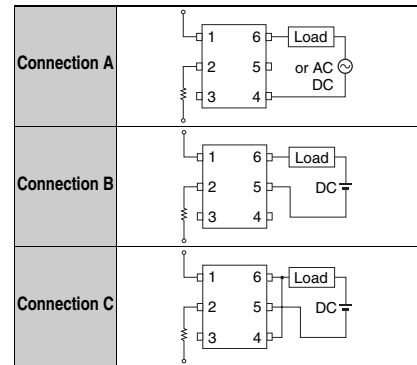 Connection A
1 6 Load
2 5 or AC
DC
3 4
Connection B
1 6 Load
2 5 DC
3 4
Connection C
1 6 Load
2 5 DC
3 4